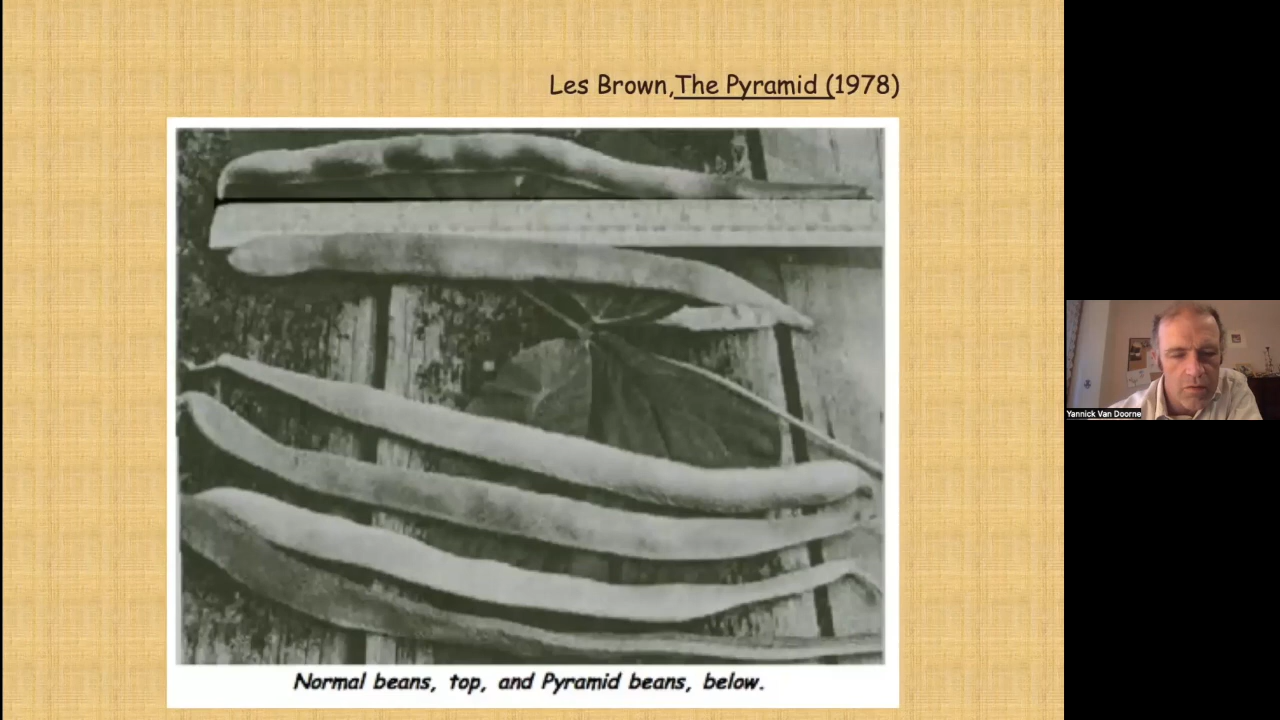 Les Brown,The Pyramid (1978)
Normal beans, top, and Pyramid beans, below.
Yannick Van Doorne